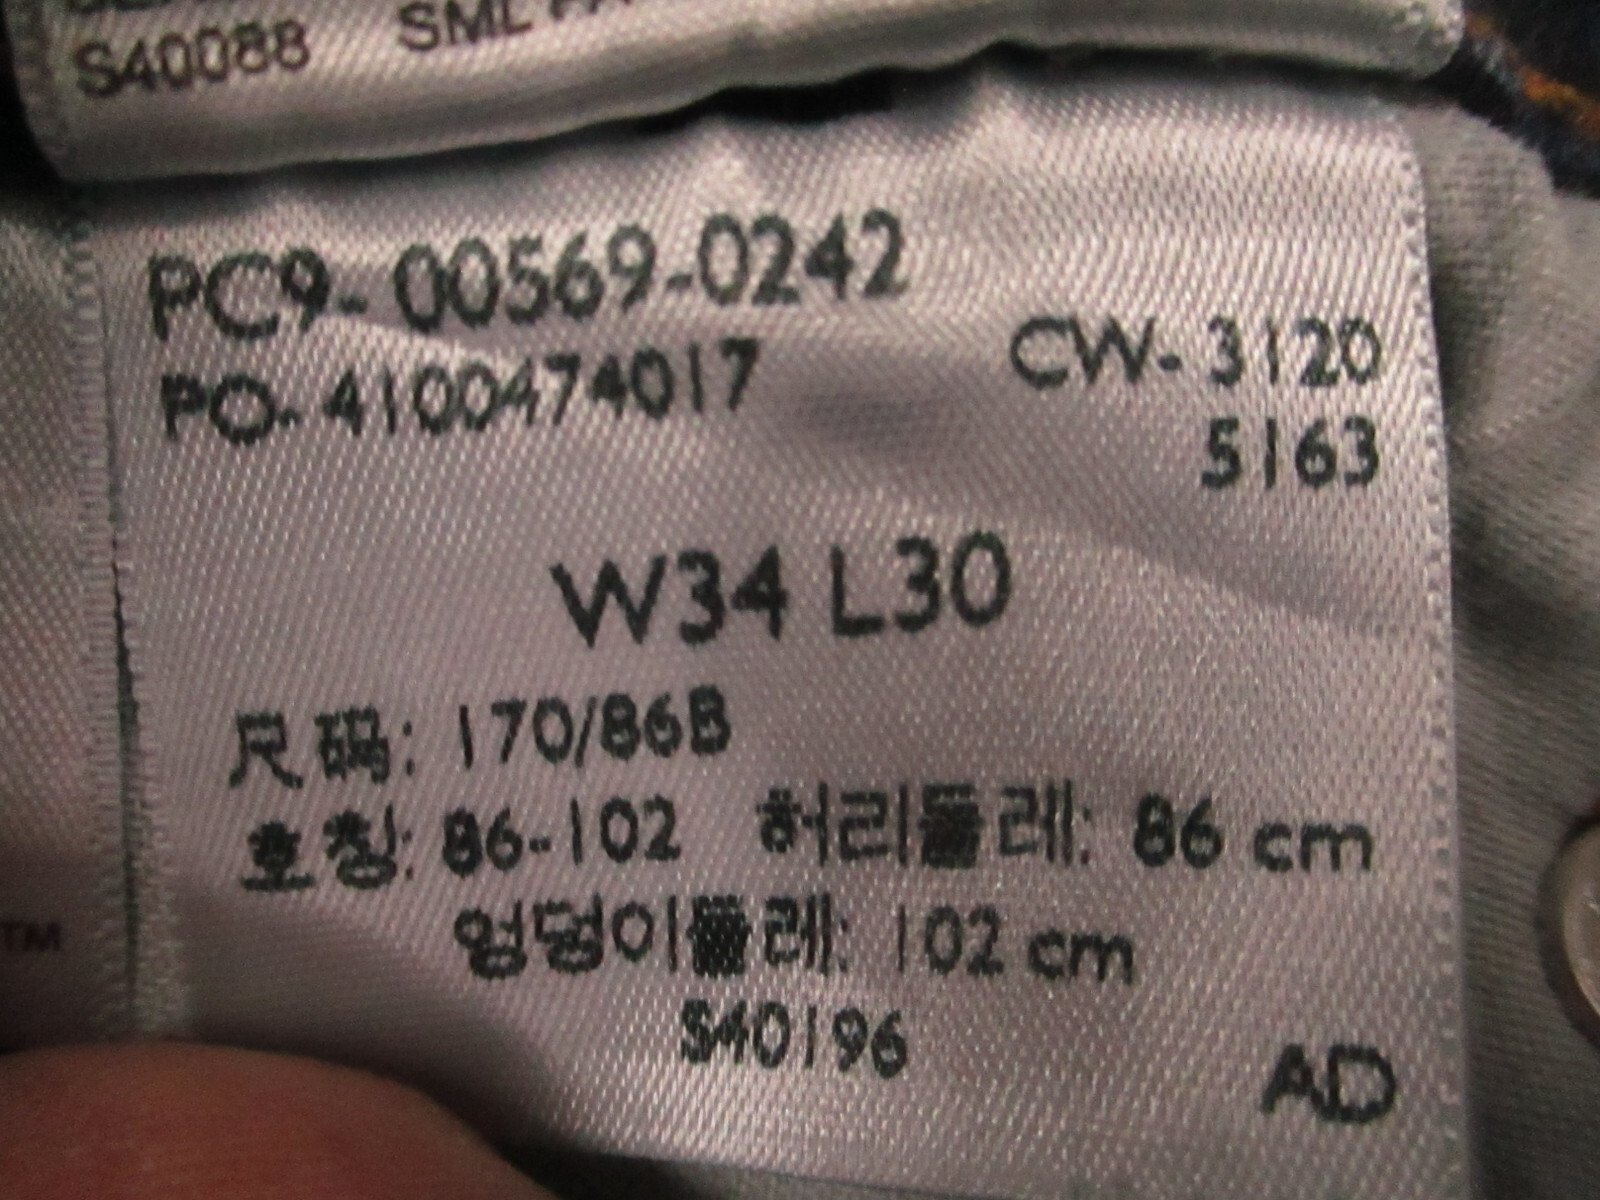 S40088 SML
PC9-00569-0242
PO-4100474017 CW-3120
5163
W34 L30
尺码: 170/86B
호칭: 86-102 허리둘레: 86 cm
엉덩이둘레: 102 cm
S40196
AD
TM